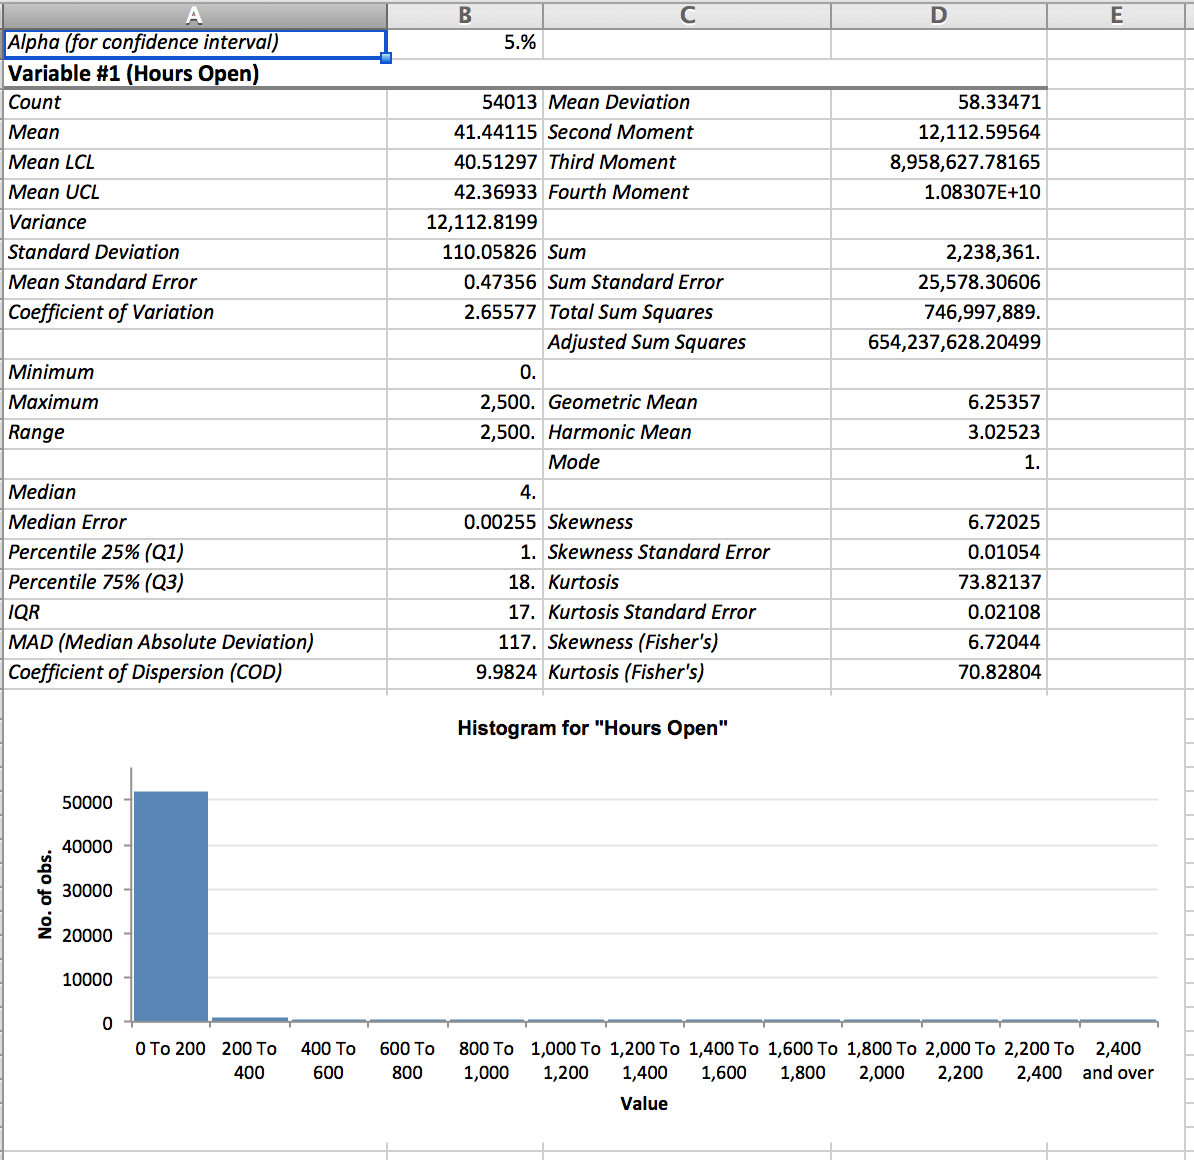 A B C D E
Alpha (for confidence interval) 5.%
Variable #1 (Hours Open)
Count 54013 Mean Deviation 58.33471
Mean 41.44115 Second Moment 12,112.59564
Mean LCL 40.51297 Third Moment 8,958,627.78165
Mean UCL 42.36933 Fourth Moment 1.08307E+10
Variance 12,112.8199
Standard Deviation 110.05826 Sum 2,238,361.
Mean Standard Error 0.47356 Sum Standard Error 25,578.30606
Coefficient of Variation 2.65577 Total Sum Squares 746,997,889.
Adjusted Sum Squares 654,237,628.20499
Minimum 0.
Maximum 2,500. Geometric Mean 6.25357
Range 2,500. Harmonic Mean 3.02523
Mode 1.
Median 4.
Median Error 0.00255 Skewness 6.72025
Percentile 25% (Q1) 1. Skewness Standard Error 0.01054
Percentile 75% (Q3) 18. Kurtosis 73.82137
IQR 17. Kurtosis Standard Error 0.02108
MAD (Median Absolute Deviation) 117. Skewness (Fisher's) 6.72044
Coefficient of Dispersion (COD) 9.9824 Kurtosis (Fisher's) 70.82804
Histogram for "Hours Open"
No. of obs.
50000
40000
30000
20000
10000
0
0 To 200 200 To 400 To 600 To 800 To 1,000 To 1,200 To 1,400 To 1,600 To 1,800 To 2,000 To 2,200 To 2,400
400 600 800 1,000 1,200 1,400 1,600 1,800 2,000 2,200 2,400 and over
Value